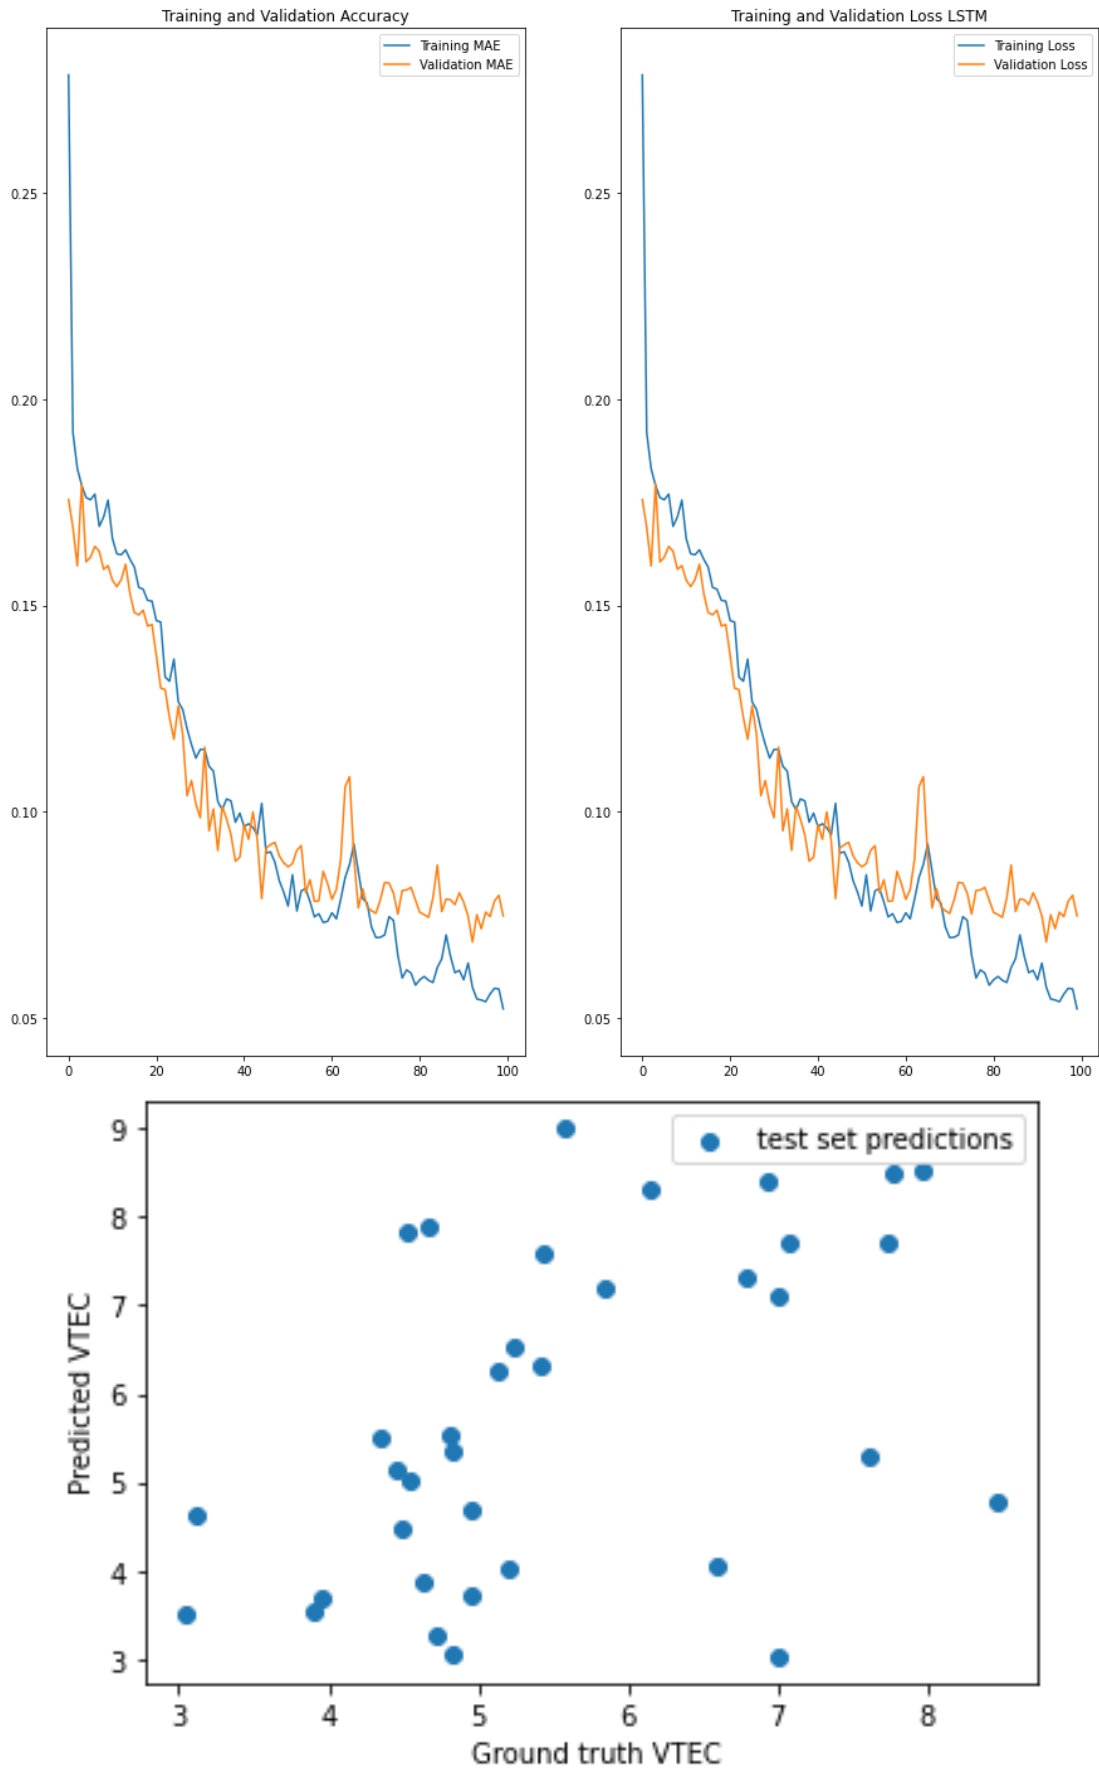 Training and Validation Accuracy
Training MAE
Validation MAE
0.25
0.20
0.15
0.10
0.05
0 20 40 60 80 100
Training and Validation Loss LSTM
Training Loss
Validation Loss
0.25
0.20
0.15
0.10
0.05
0 20 40 60 80 100
test set predictions
Predicted VTEC
9
8
7
6
5
4
3
3 4 5 6 7 8
Ground truth VTEC